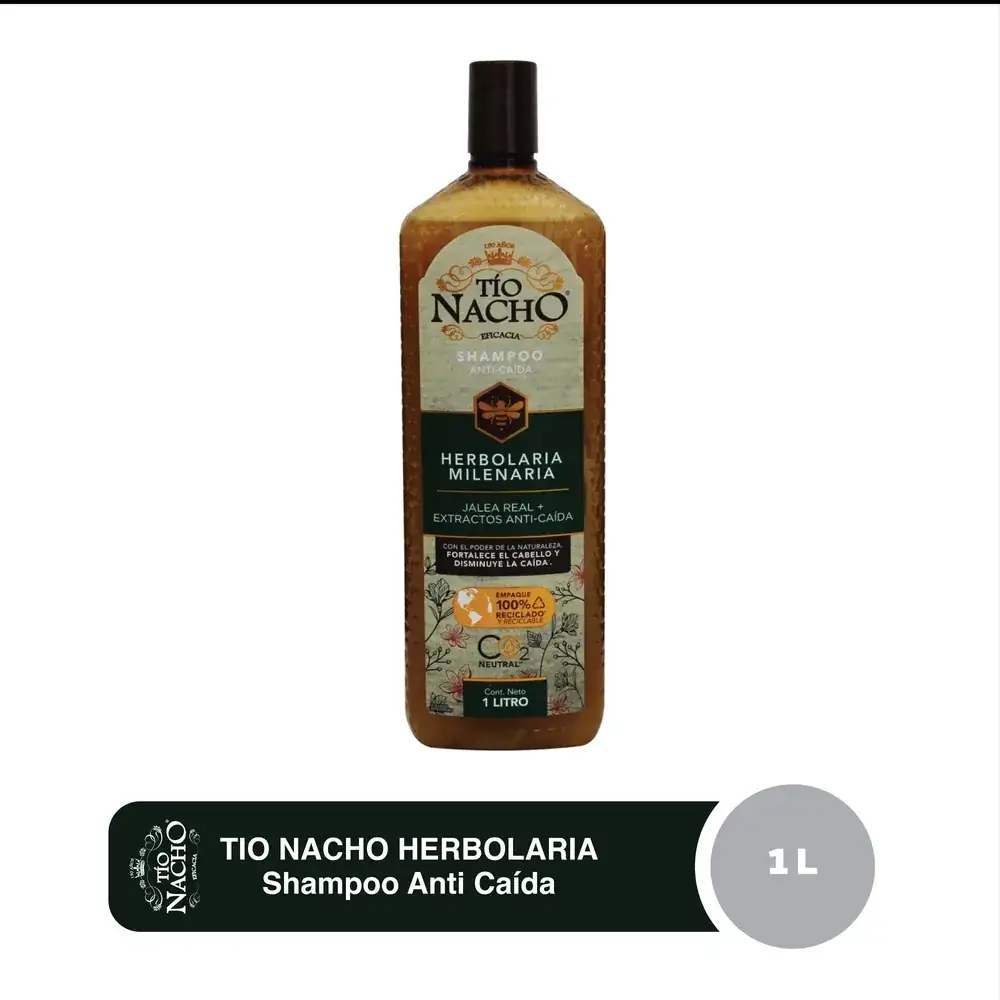 130 AÑOS
TÍO
NACHO®
EFICACIA
SHAMPOO
ANTI-CAÍDA
HERBOLARIA
MILENARIA
JALEA REAL +
EXTRACTOS ANTI-CAÍDA
CON EL PODER DE LA NATURALEZA,
FORTALECE EL CABELLO Y
DISMINUYE LA CAÍDA.
EMPAQUE
100%
RECICLADO
Y RECICLABLE
CO2
NEUTRAL
Cont. Neto
1 LITRO
TÍO
NACHO
EFICACIA
TIO NACHO HERBOLARIA
Shampoo Anti Caída
1 L